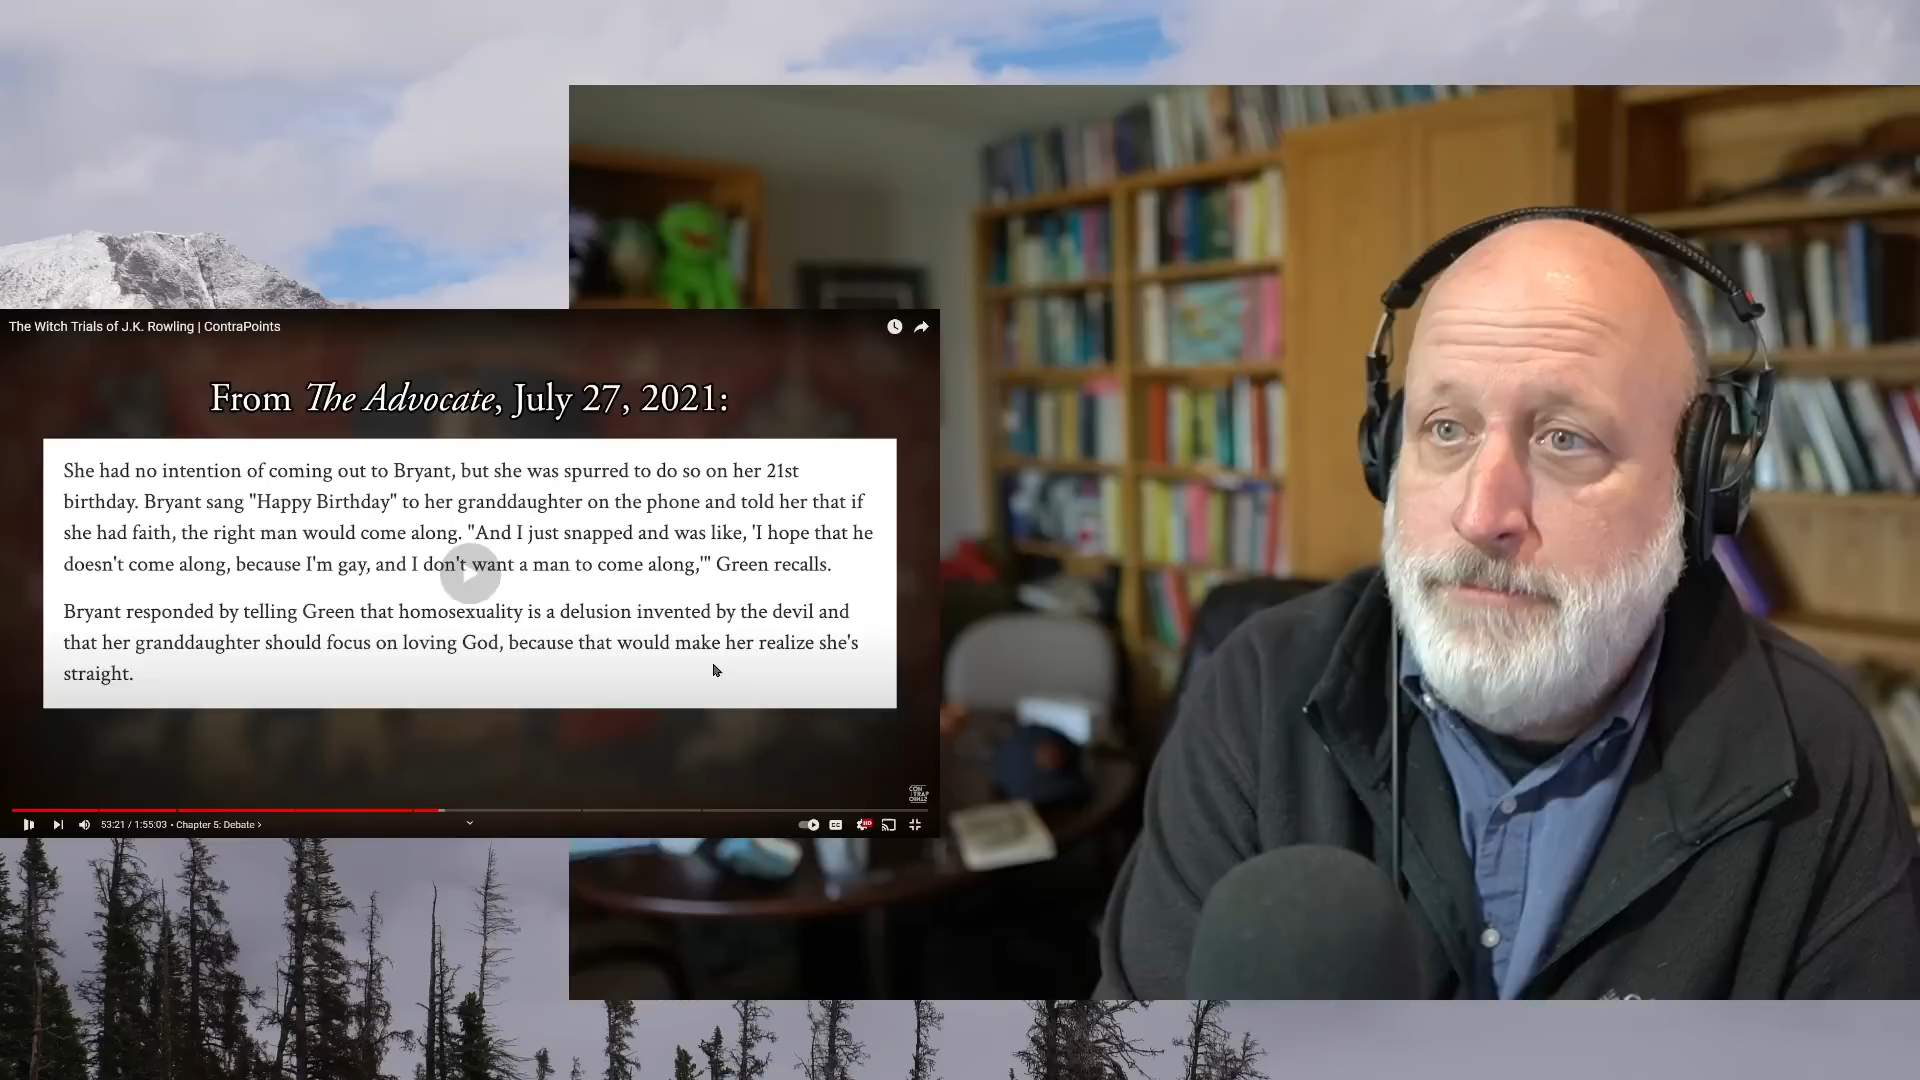 The Witch Trials of J.K. Rowling | ContraPoints
From The Advocate, July 27, 2021:
She had no intention of coming out to Bryant, but she was spurred to do so on her 21st
birthday. Bryant sang "Happy Birthday" to her granddaughter on the phone and told her that if
she had faith, the right man would come along. "And I just snapped and was like, 'I hope that he
doesn't come along, because I'm gay, and I don't want a man to come along,'" Green recalls.
Bryant responded by telling Green that homosexuality is a delusion invented by the devil and
that her granddaughter should focus on loving God, because that would make her realize she's
straight.
53:21 / 1:55:03 • Chapter 5: Debate >
CC
HD